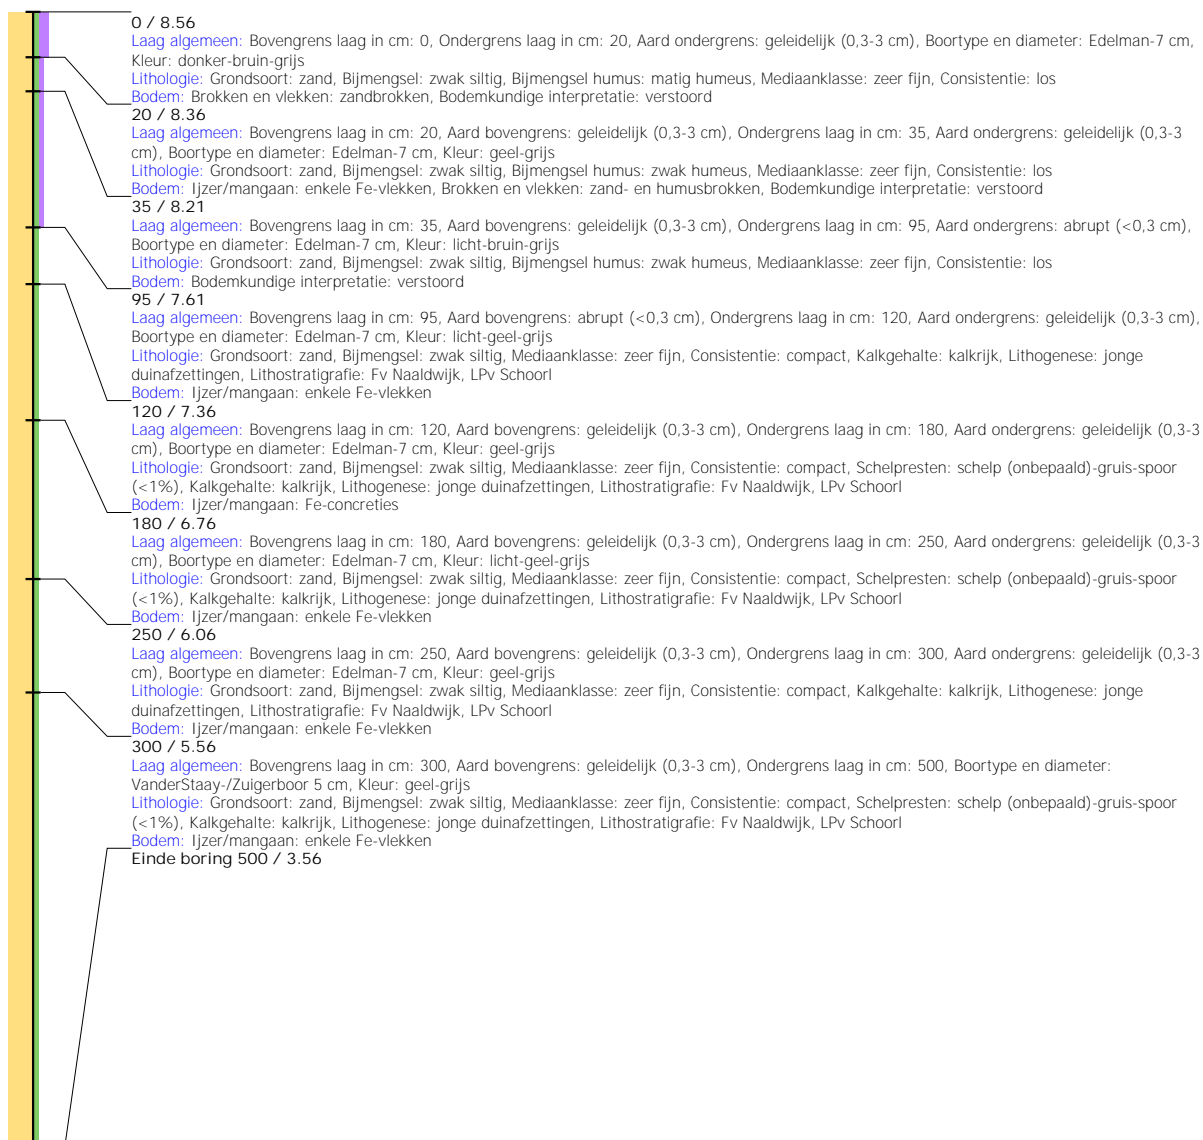 0 / 8.56
Laag algemeen: Bovengrens laag in cm: 0, Ondergrens laag in cm: 20, Aard ondergrens: geleidelijk (0,3-3 cm), Boortype en diameter: Edelman-7 cm,
Kleur: donker-bruin-grijs
Lithologie: Grondsoort: zand, Bijmengsel: zwak siltig, Bijmengsel humus: matig humeus, Mediaanklasse: zeer fijn, Consistentie: los
Bodem: Brokken en vlekken: zandbrokken, Bodemkundige interpretatie: verstoord
20 / 8.36
Laag algemeen: Bovengrens laag in cm: 20, Aard bovengrens: geleidelijk (0,3-3 cm), Ondergrens laag in cm: 35, Aard ondergrens: geleidelijk (0,3-3
cm), Boortype en diameter: Edelman-7 cm, Kleur: geel-grijs
Lithologie: Grondsoort: zand, Bijmengsel: zwak siltig, Bijmengsel humus: zwak humeus, Mediaanklasse: zeer fijn, Consistentie: los
Bodem: Ijzer/mangaan: enkele Fe-vlekken, Brokken en vlekken: zand- en humusbrokken, Bodemkundige interpretatie: verstoord
35 / 8.21
Laag algemeen: Bovengrens laag in cm: 35, Aard bovengrens: geleidelijk (0,3-3 cm), Ondergrens laag in cm: 95, Aard ondergrens: abrupt (<0,3 cm),
Boortype en diameter: Edelman-7 cm, Kleur: licht-bruin-grijs
Lithologie: Grondsoort: zand, Bijmengsel: zwak siltig, Bijmengsel humus: zwak humeus, Mediaanklasse: zeer fijn, Consistentie: los
Bodem: Bodemkundige interpretatie: verstoord
95 / 7.61
Laag algemeen: Bovengrens laag in cm: 95, Aard bovengrens: abrupt (<0,3 cm), Ondergrens laag in cm: 120, Aard ondergrens: geleidelijk (0,3-3 cm),
Boortype en diameter: Edelman-7 cm, Kleur: licht-geel-grijs
Lithologie: Grondsoort: zand, Bijmengsel: zwak siltig, Mediaanklasse: zeer fijn, Consistentie: compact, Kalkgehalte: kalkrijk, Lithogenese: jonge
duinafzettingen, Lithostratigrafie: Fv Naaldwijk, LPv Schoorl
Bodem: Ijzer/mangaan: enkele Fe-vlekken
120 / 7.36
Laag algemeen: Bovengrens laag in cm: 120, Aard bovengrens: geleidelijk (0,3-3 cm), Ondergrens laag in cm: 180, Aard ondergrens: geleidelijk (0,3-3
cm), Boortype en diameter: Edelman-7 cm, Kleur: geel-grijs
Lithologie: Grondsoort: zand, Bijmengsel: zwak siltig, Mediaanklasse: zeer fijn, Consistentie: compact, Schelpresten: schelp (onbepaald)-gruis-spoor
(<1%), Kalkgehalte: kalkrijk, Lithogenese: jonge duinafzettingen, Lithostratigrafie: Fv Naaldwijk, LPv Schoorl
Bodem: Ijzer/mangaan: Fe-concreties
180 / 6.76
Laag algemeen: Bovengrens laag in cm: 180, Aard bovengrens: geleidelijk (0,3-3 cm), Ondergrens laag in cm: 250, Aard ondergrens: geleidelijk (0,3-3
cm), Boortype en diameter: Edelman-7 cm, Kleur: licht-geel-grijs
Lithologie: Grondsoort: zand, Bijmengsel: zwak siltig, Mediaanklasse: zeer fijn, Consistentie: compact, Schelpresten: schelp (onbepaald)-gruis-spoor
(<1%), Kalkgehalte: kalkrijk, Lithogenese: jonge duinafzettingen, Lithostratigrafie: Fv Naaldwijk, LPv Schoorl
Bodem: Ijzer/mangaan: enkele Fe-vlekken
250 / 6.06
Laag algemeen: Bovengrens laag in cm: 250, Aard bovengrens: geleidelijk (0,3-3 cm), Ondergrens laag in cm: 300, Aard ondergrens: geleidelijk (0,3-3
cm), Boortype en diameter: Edelman-7 cm, Kleur: geel-grijs
Lithologie: Grondsoort: zand, Bijmengsel: zwak siltig, Mediaanklasse: zeer fijn, Consistentie: compact, Kalkgehalte: kalkrijk, Lithogenese: jonge
duinafzettingen, Lithostratigrafie: Fv Naaldwijk, LPv Schoorl
Bodem: Ijzer/mangaan: enkele Fe-vlekken
300 / 5.56
Laag algemeen: Bovengrens laag in cm: 300, Aard bovengrens: geleidelijk (0,3-3 cm), Ondergrens laag in cm: 500, Boortype en diameter:
VanderStaay-/Zuigerboor 5 cm, Kleur: geel-grijs
Lithologie: Grondsoort: zand, Bijmengsel: zwak siltig, Mediaanklasse: zeer fijn, Consistentie: compact, Schelpresten: schelp (onbepaald)-gruis-spoor
(<1%), Kalkgehalte: kalkrijk, Lithogenese: jonge duinafzettingen, Lithostratigrafie: Fv Naaldwijk, LPv Schoorl
Bodem: Ijzer/mangaan: enkele Fe-vlekken
Einde boring 500 / 3.56